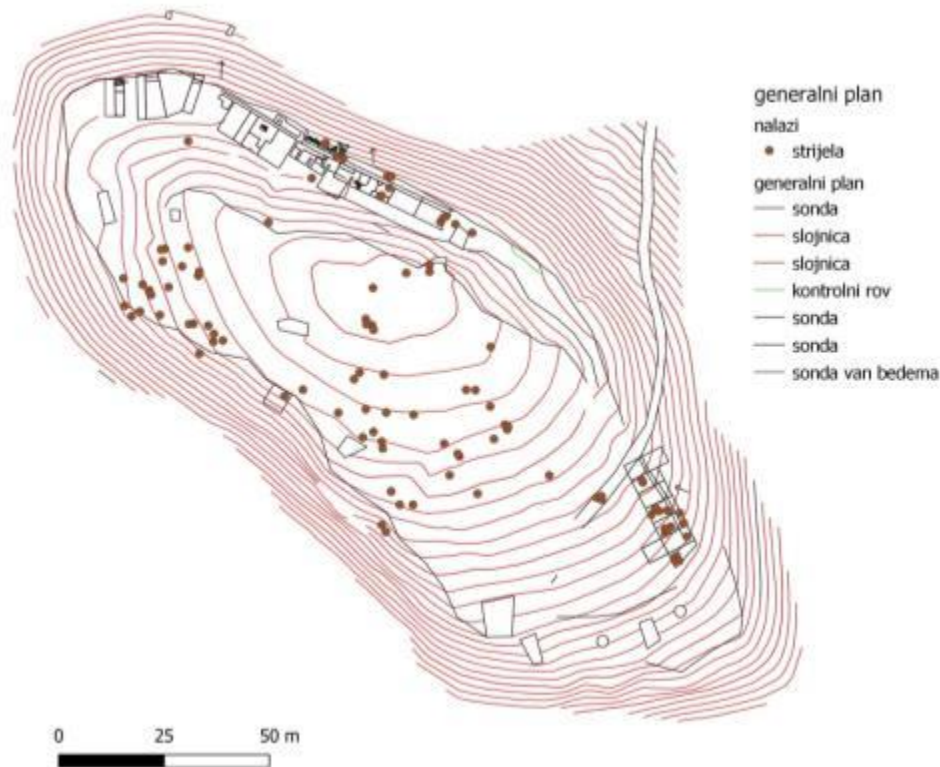 generalni plan
nalazi
strijela
generalni plan
sonda
slojnica
slojnica
kontrolni rov
sonda
sonda
sonda van bedema
0 25 50 m